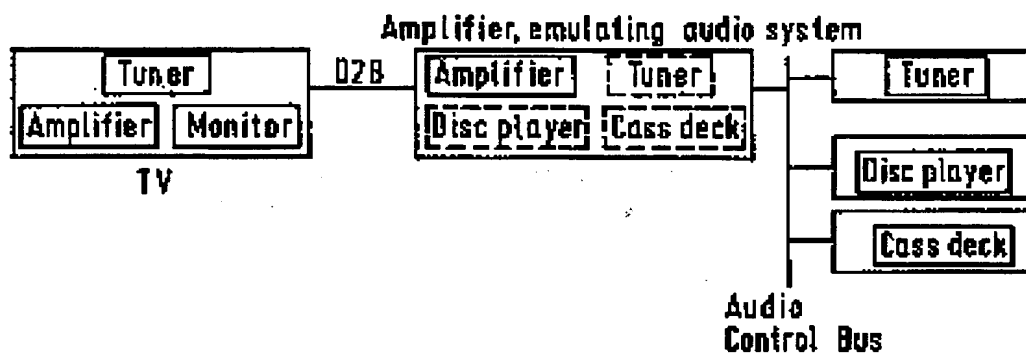 Amplifier, emulating audio system
Tuner
Amplifier Monitor
TV
D2B
Amplifier Tuner
Disc player Cass deck
Tuner
Disc player
Cass deck
Audio
Control Bus